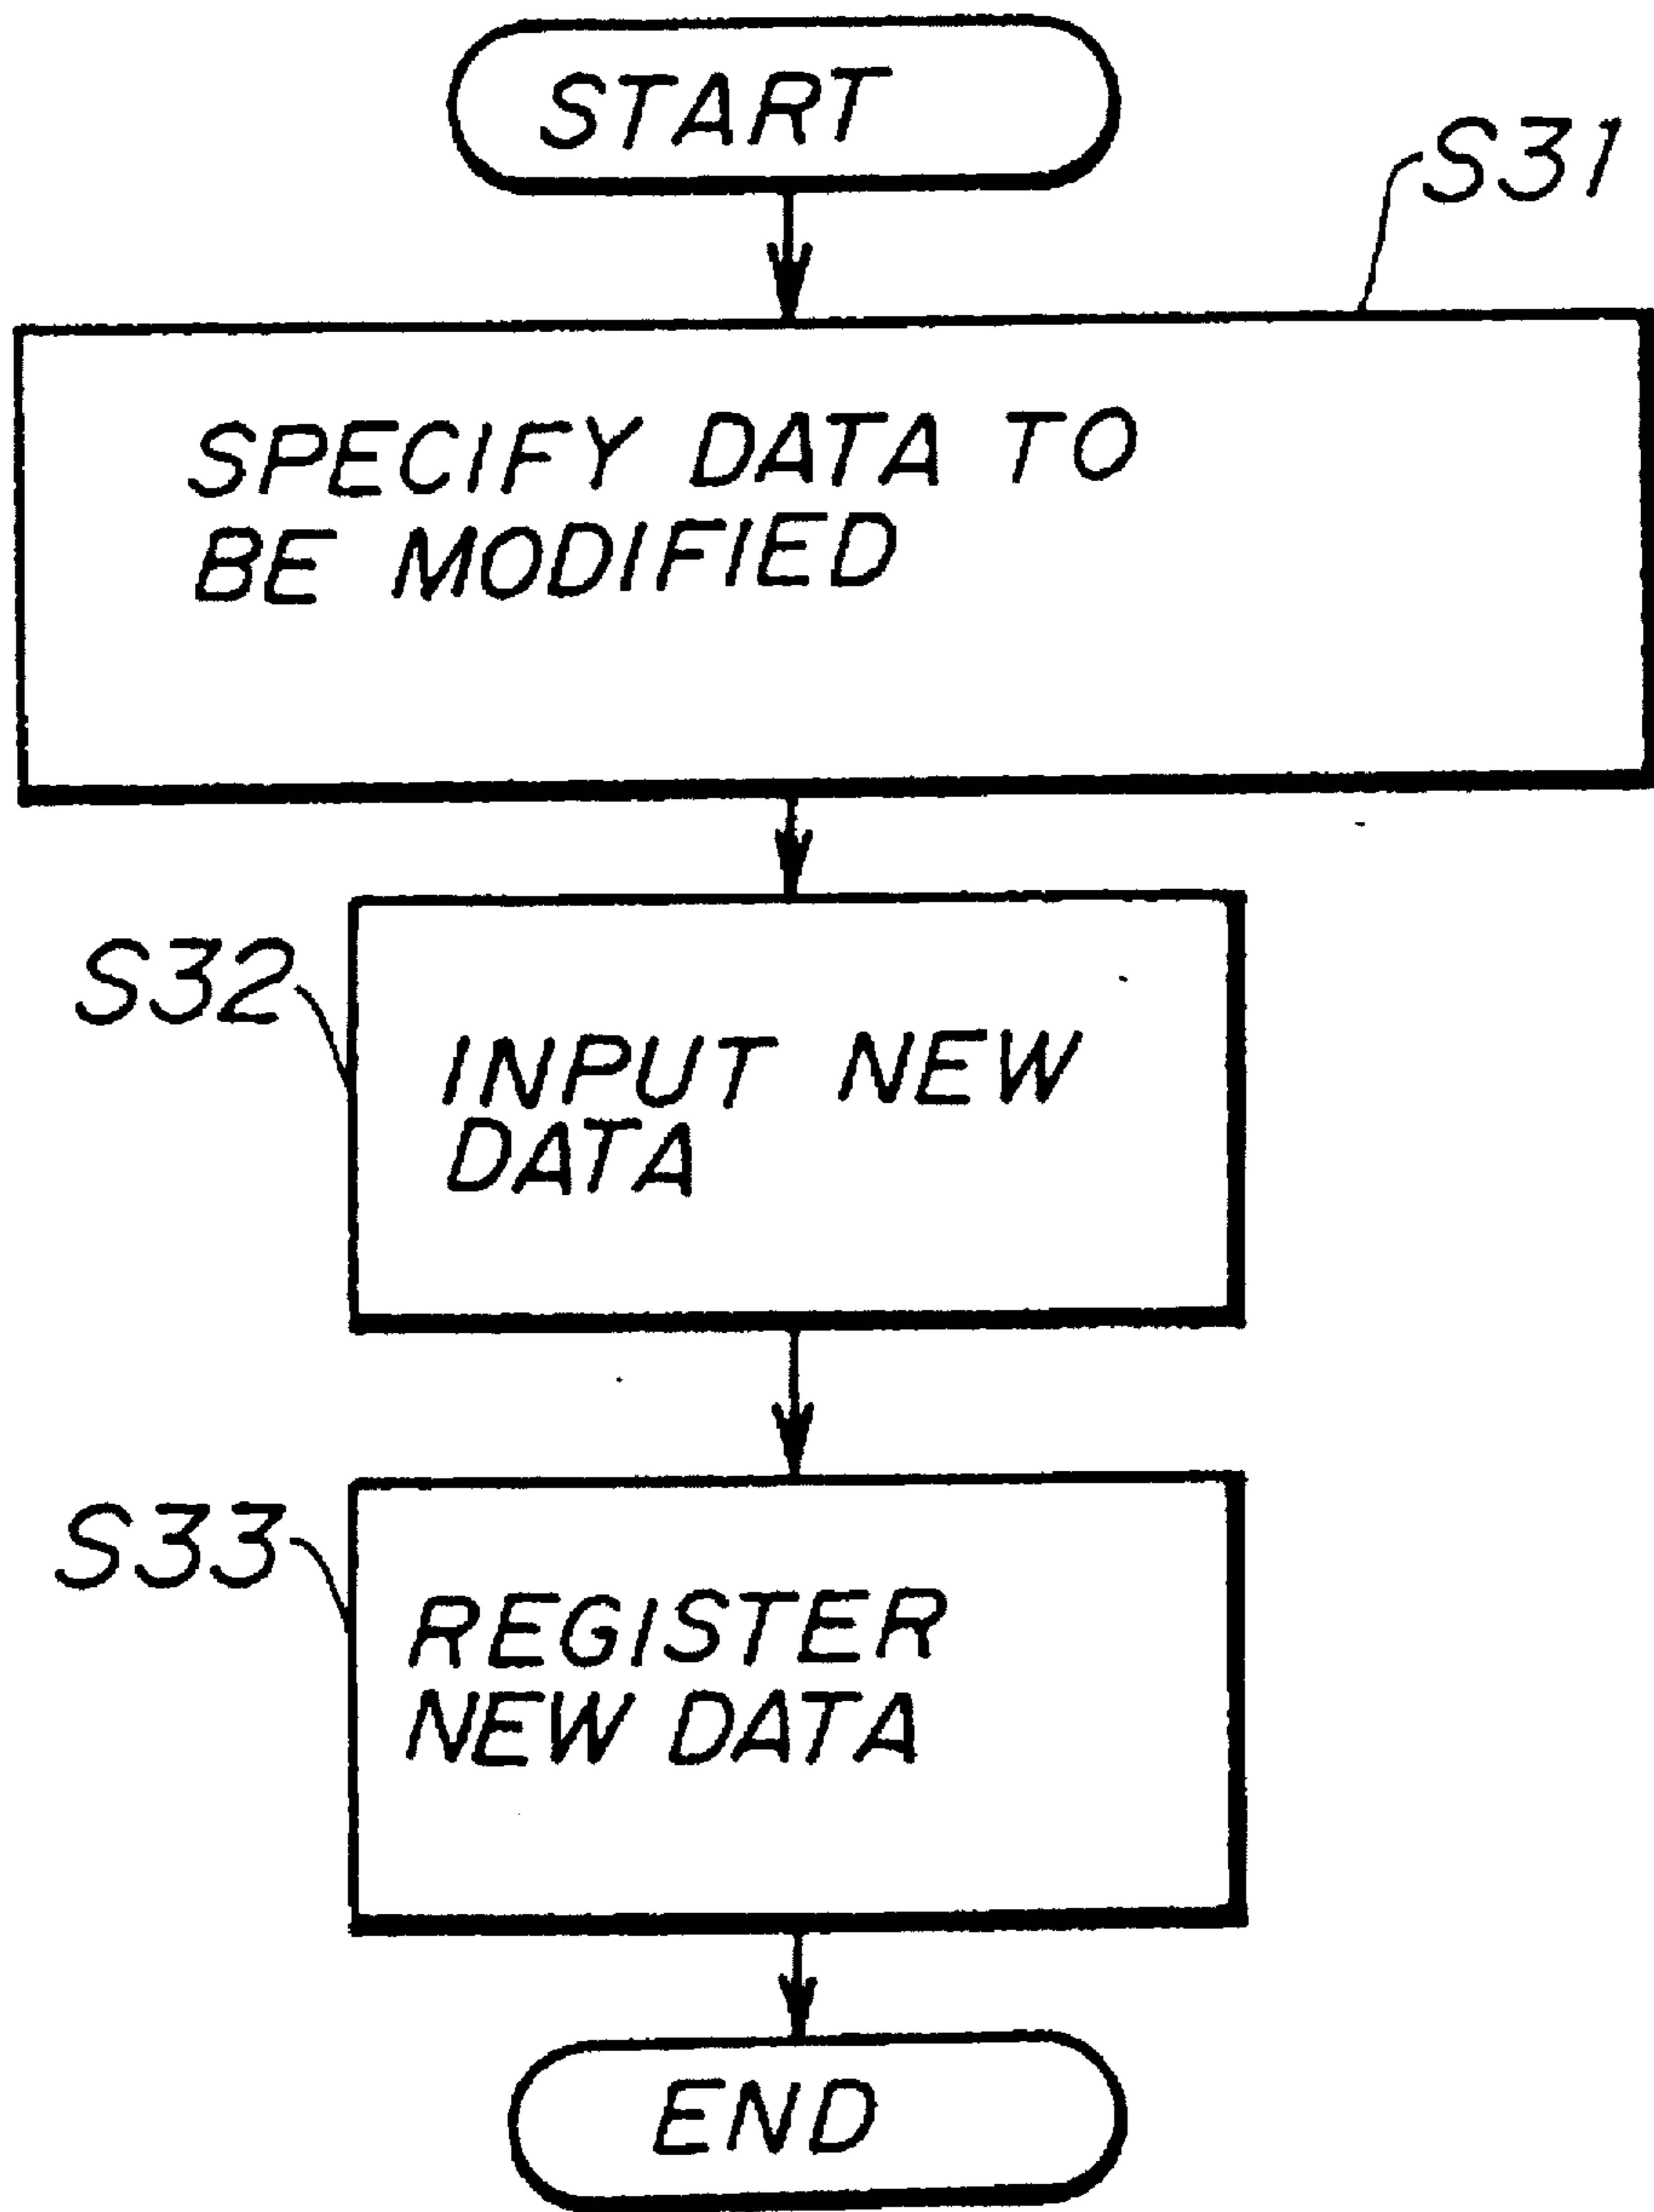 START
S31
SPECIFY DATA TO
BE MODIFIED
S32
INPUT NEW
DATA
S33
REGISTER
NEW DATA
END